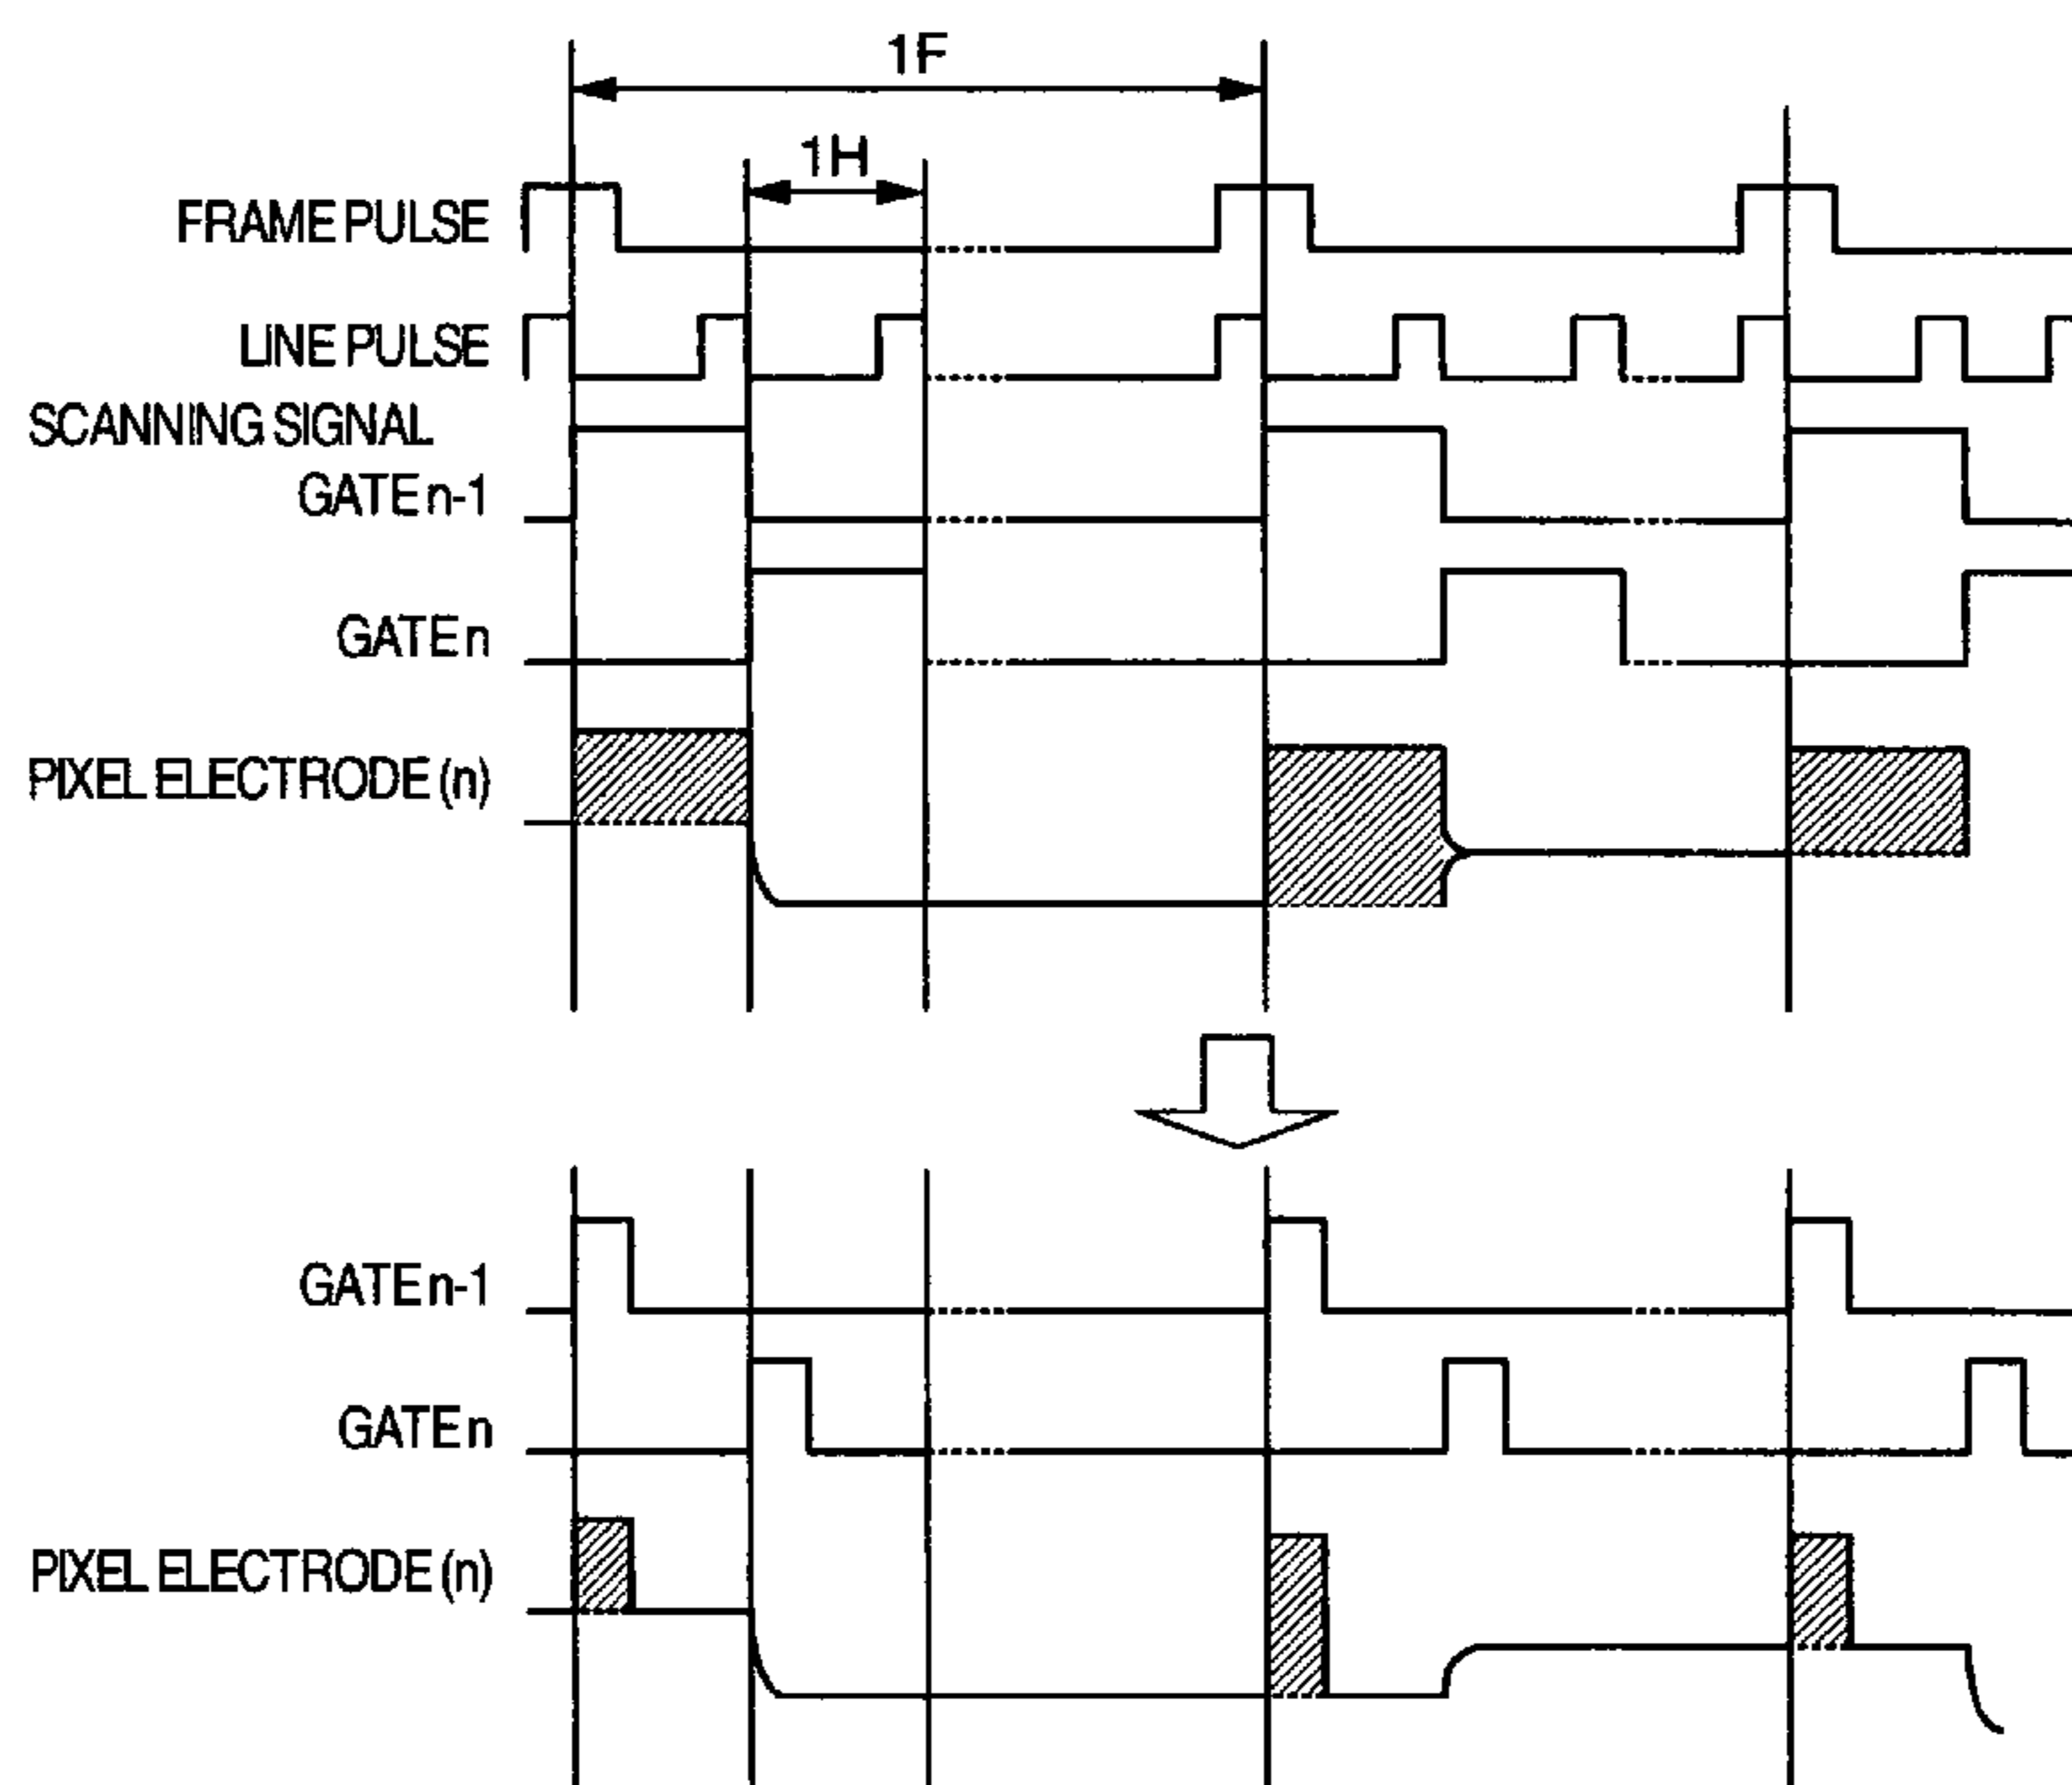 1F
1H
FRAME PULSE
LINE PULSE
SCANNING SIGNAL
GATE n-1
GATE n
PIXEL ELECTRODE (n)
GATE n-1
GATE n
PIXEL ELECTRODE (n)